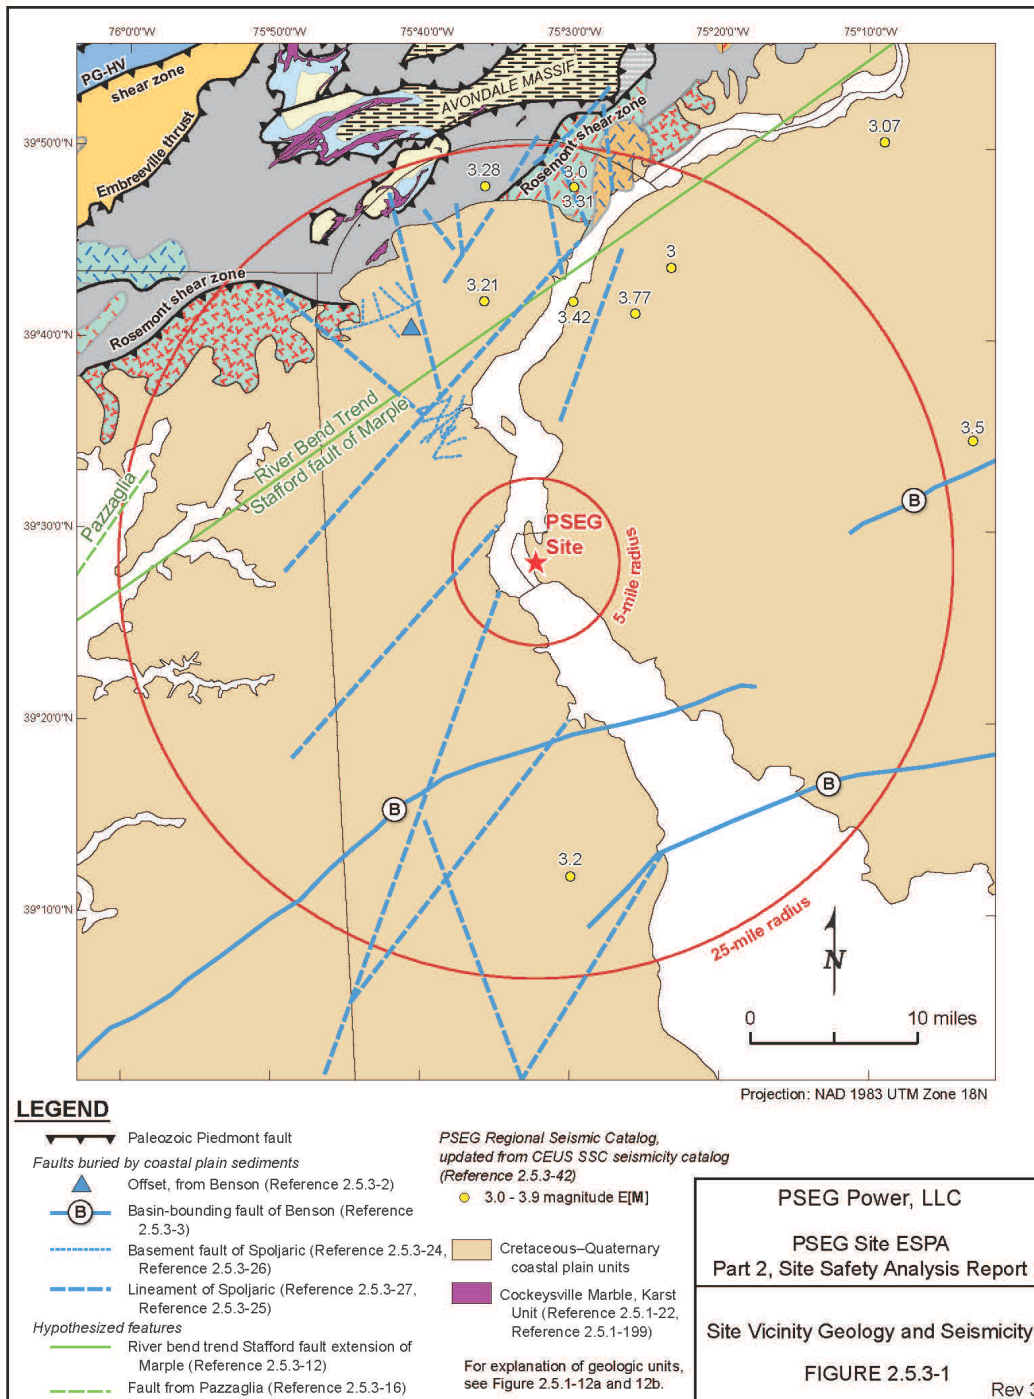 76°0'0"W
75°50'0"W
75°40'0"W
75°30'0"W
75°20'0"W
75°10'0"W
PG-HV
shear zone
Embreeville thrust
AVONDALE MASSIF
Rosemont shear zone
39°50'0"N
3.07
3.28
3.0
3.31
3
Rosemont shear zone
3.21
3.42
3.77
39°40'0"N
River Bend Trend
Stafford fault of Marple
3.5
Pazzaglia
B
39°30'0"N
PSEG
Site
5-mile radius
39°20'0"N
B
B
3.2
39°10'0"N
25-mile radius
N
0
10 miles
Projection: NAD 1983 UTM Zone 18N
LEGEND
Paleozoic Piedmont fault
Faults buried by coastal plain sediments
Offset, from Benson (Reference 2.5.3-2)
B
Basin-bounding fault of Benson (Reference
2.5.3-3)
Basement fault of Spoljaric (Reference 2.5.3-24,
Reference 2.5.3-26)
Lineament of Spoljaric (Reference 2.5.3-27,
Reference 2.5.3-25)
Hypothesized features
River bend trend Stafford fault extension of
Marple (Reference 2.5.3-12)
Fault from Pazzaglia (Reference 2.5.3-16)
PSEG Regional Seismic Catalog,
updated from CEUS SSC seismicity catalog
(Reference 2.5.3-42)
3.0 - 3.9 magnitude E[M]
Cretaceous–Quaternary
coastal plain units
Cockeysville Marble, Karst
Unit (Reference 2.5.1-22,
Reference 2.5.1-199)
For explanation of geologic units,
see Figure 2.5.1-12a and 12b.
PSEG Power, LLC
PSEG Site ESPA
Part 2, Site Safety Analysis Report
Site Vicinity Geology and Seismicity
FIGURE 2.5.3-1
Rev